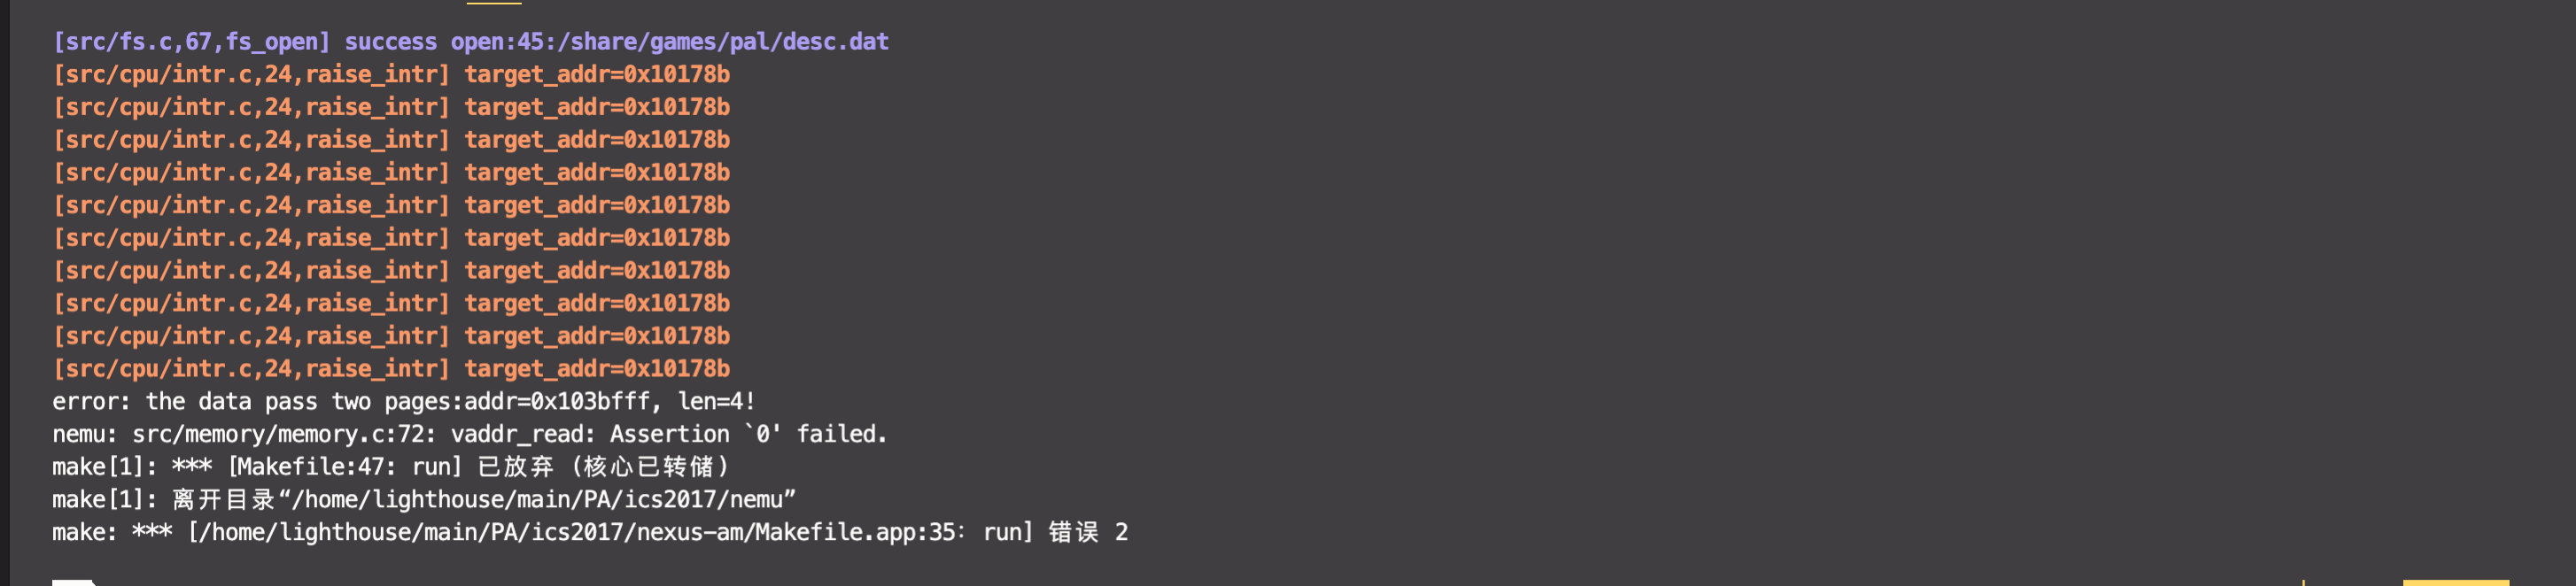 [src/fs.c,67,fs_open] success open:45:/share/games/pal/desc.dat
[src/cpu/intr.c,24,raise_intr] target_addr=0x10178b
[src/cpu/intr.c,24,raise_intr] target_addr=0x10178b
[src/cpu/intr.c,24,raise_intr] target_addr=0x10178b
[src/cpu/intr.c,24,raise_intr] target_addr=0x10178b
[src/cpu/intr.c,24,raise_intr] target_addr=0x10178b
[src/cpu/intr.c,24,raise_intr] target_addr=0x10178b
[src/cpu/intr.c,24,raise_intr] target_addr=0x10178b
[src/cpu/intr.c,24,raise_intr] target_addr=0x10178b
[src/cpu/intr.c,24,raise_intr] target_addr=0x10178b
[src/cpu/intr.c,24,raise_intr] target_addr=0x10178b
error: the data pass two pages:addr=0x103bfff, len=4!
nemu: src/memory/memory.c:72: vaddr_read: Assertion `0' failed.
make[1]: *** [Makefile:47: run] 已放弃 (核心已转储)
make[1]: 离开目录“/home/lighthouse/main/PA/ics2017/nemu”
make: *** [/home/lighthouse/main/PA/ics2017/nexus-am/Makefile.app:35: run] 错误 2